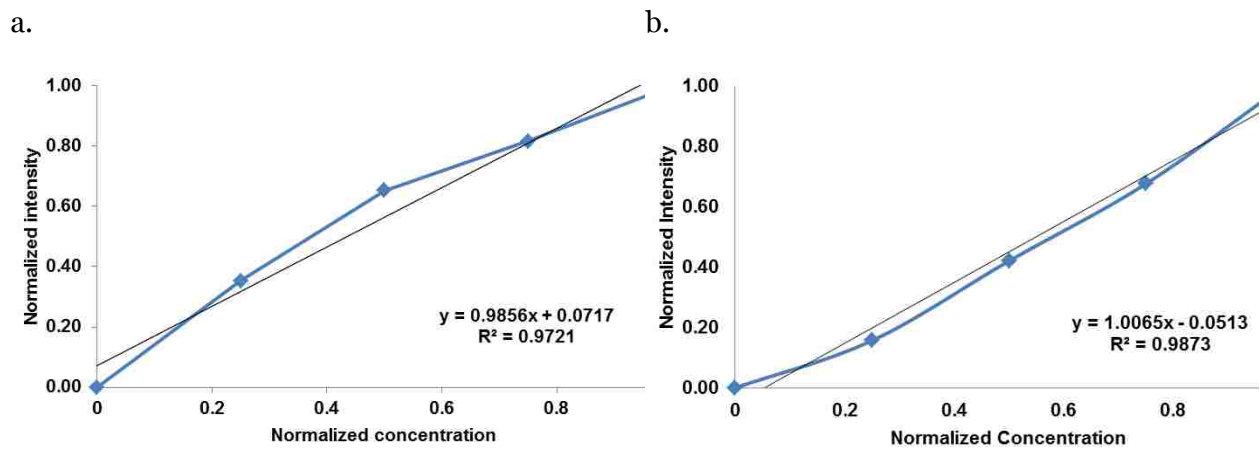 a.
1.00
0.80
0.60
0.40
0.20
0.00
Normalized intensity
0
0.2
0.4
0.6
0.8
Normalized concentration
y = 0.9856x + 0.0717
R² = 0.9721
b.
1.00
0.80
0.60
0.40
0.20
0.00
Normalized Intensity
0
0.2
0.4
0.6
0.8
Normalized Concentration
y = 1.0065x - 0.0513
R² = 0.9873